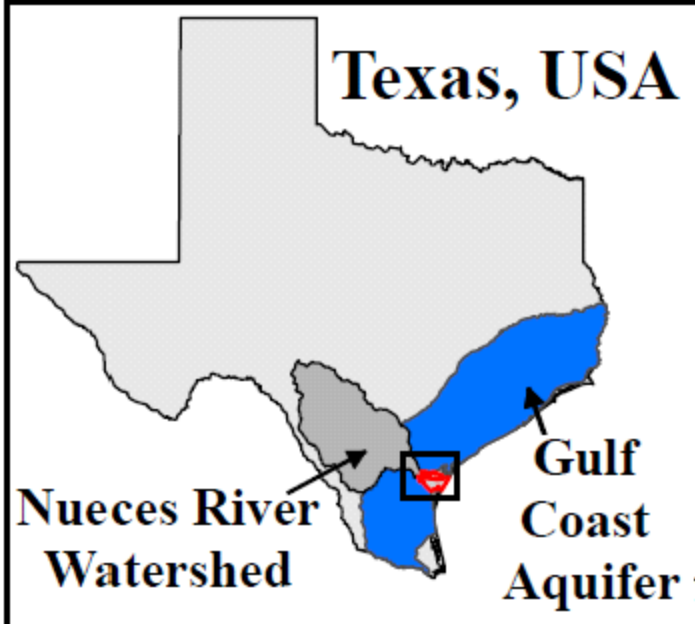 Texas, USA
Nueces River
Watershed
Gulf
Coast
Aquifer